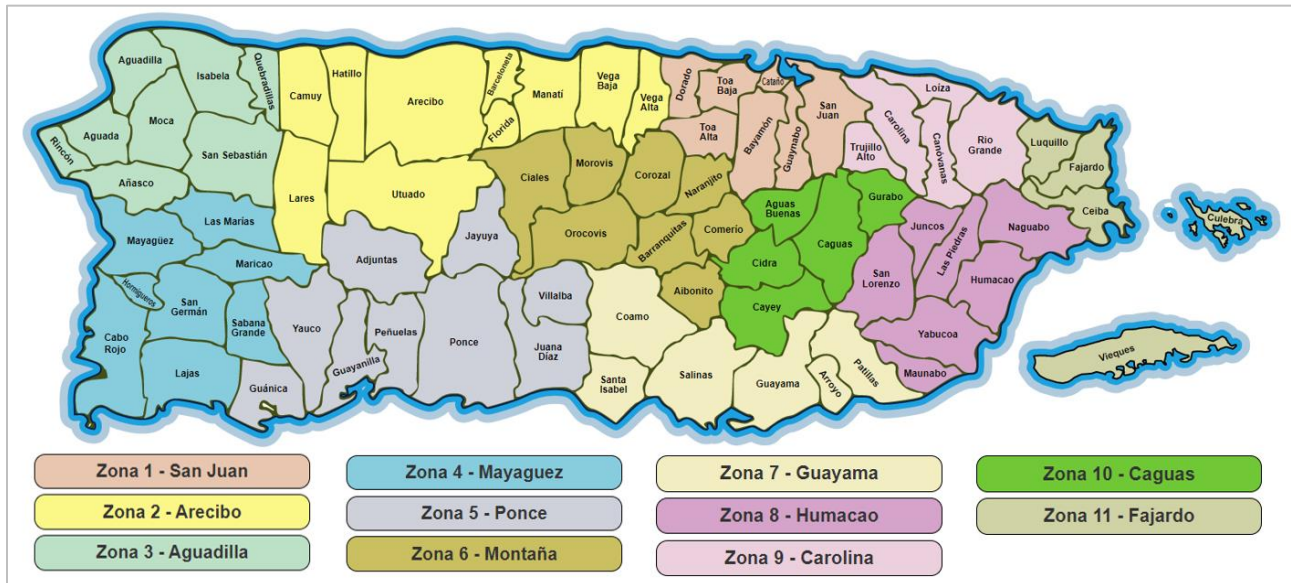 Aguadilla
Isabela
Quebradillas
Camuy
Hatillo
Arecibo
Barceloneta
Florida
Manatí
Vega
Baja
Vega
Alta
Dorado
Toa
Baja
Toa
Alta
Cataño
Bayamón
Guaynabo
San
Juan
Trujillo
Alto
Carolina
Loíza
Canóvanas
Rio
Grande
Luquillo
Fajardo
Ceiba
Culebra
Rincón
Aguada
Moca
San Sebastián
Añasco
Lares
Utuado
Ciales
Morovis
Corozal
Naranjito
Orocovis
Barranquitas
Comerío
Aibonito
Aguas
Buenas
Gurabo
Caguas
Cidra
Cayey
Juncos
Las Piedras
Naguabo
San
Lorenzo
Humacao
Yabucoa
Maunabo
Vieques
Mayagüez
Las Marías
Maricao
Hormigueros
San
Germán
Sabana
Grande
Cabo
Rojo
Lajas
Adjuntas
Jayuya
Yauco
Guánica
Guayanilla
Peñuelas
Ponce
Villalba
Juana
Díaz
Coamo
Santa
Isabel
Salinas
Guayama
Arroyo
Patillas
Zona 1 - San Juan
Zona 2 - Arecibo
Zona 3 - Aguadilla
Zona 4 - Mayaguez
Zona 5 - Ponce
Zona 6 - Montaña
Zona 7 - Guayama
Zona 8 - Humacao
Zona 9 - Carolina
Zona 10 - Caguas
Zona 11 - Fajardo